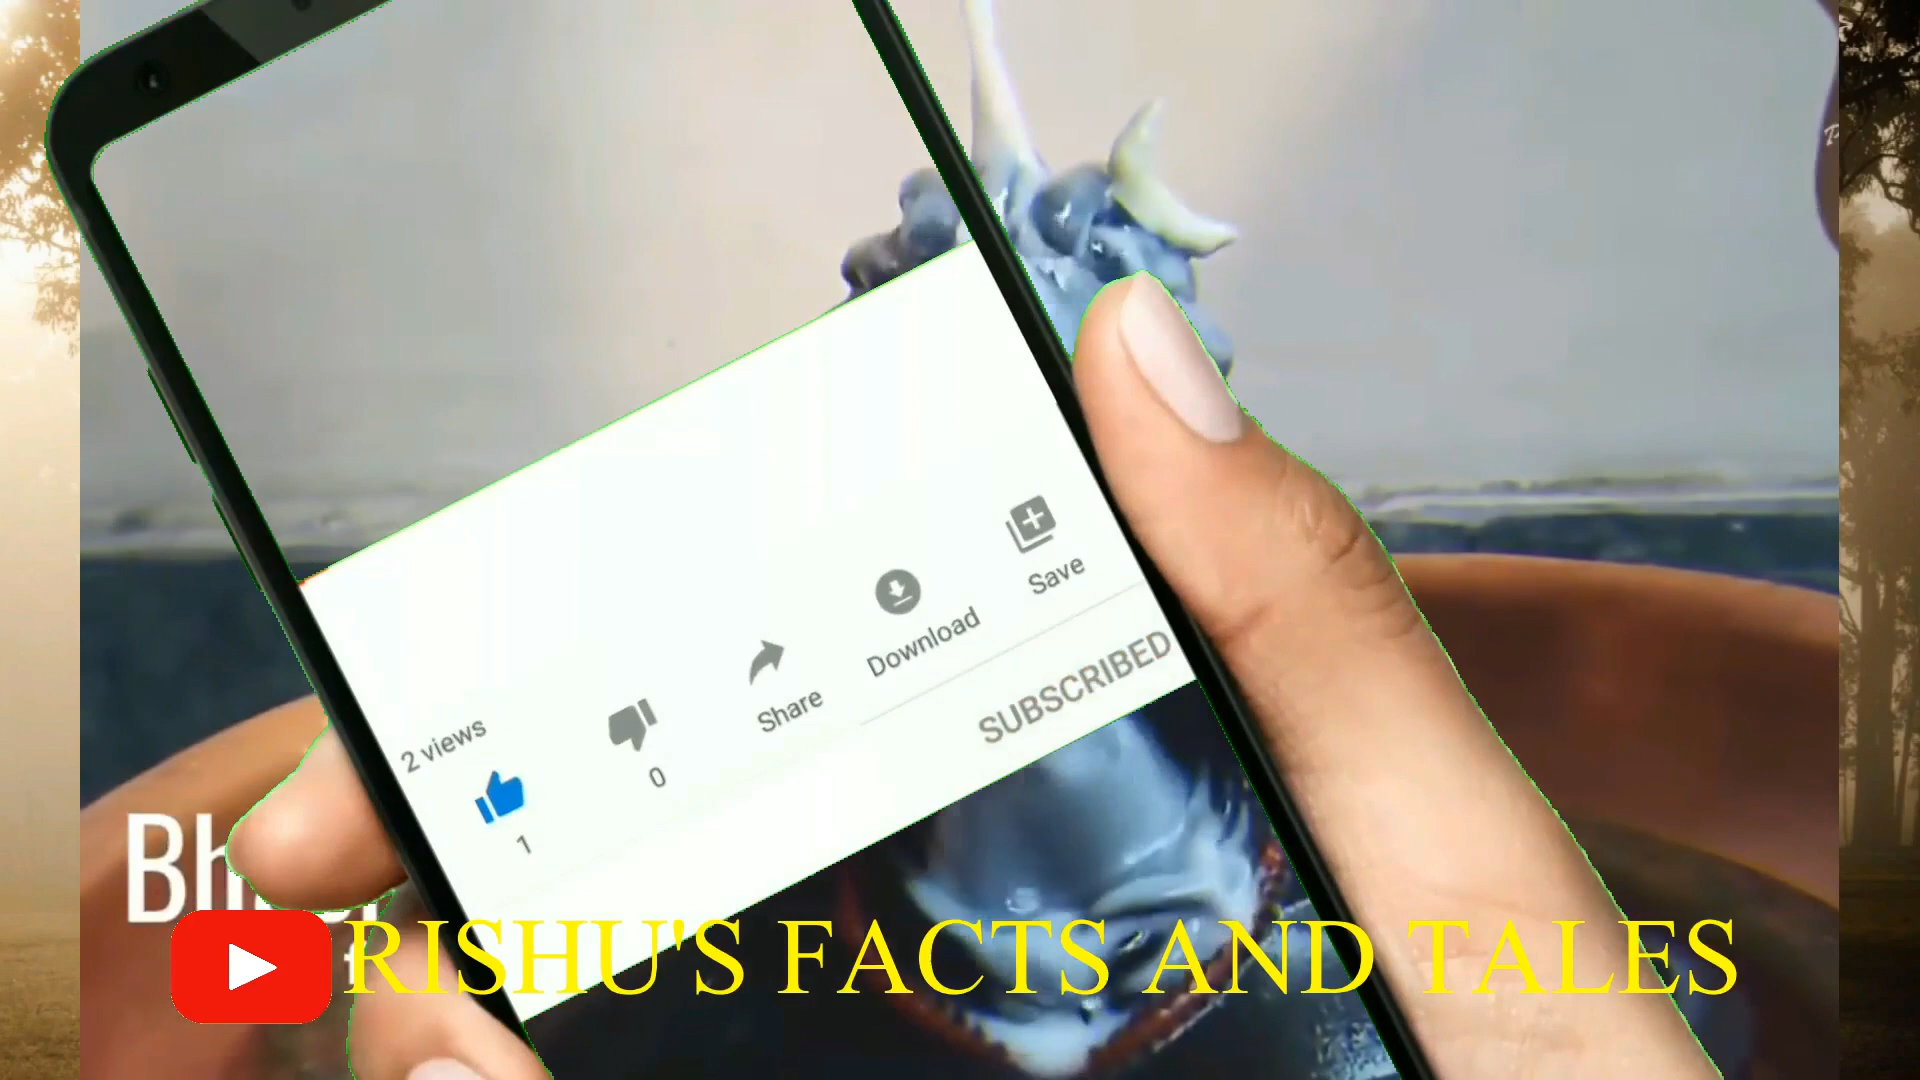 Save
Download
Share
SUBSCRIBED
2 views
0
1
RISHU'S FACTS AND TALES